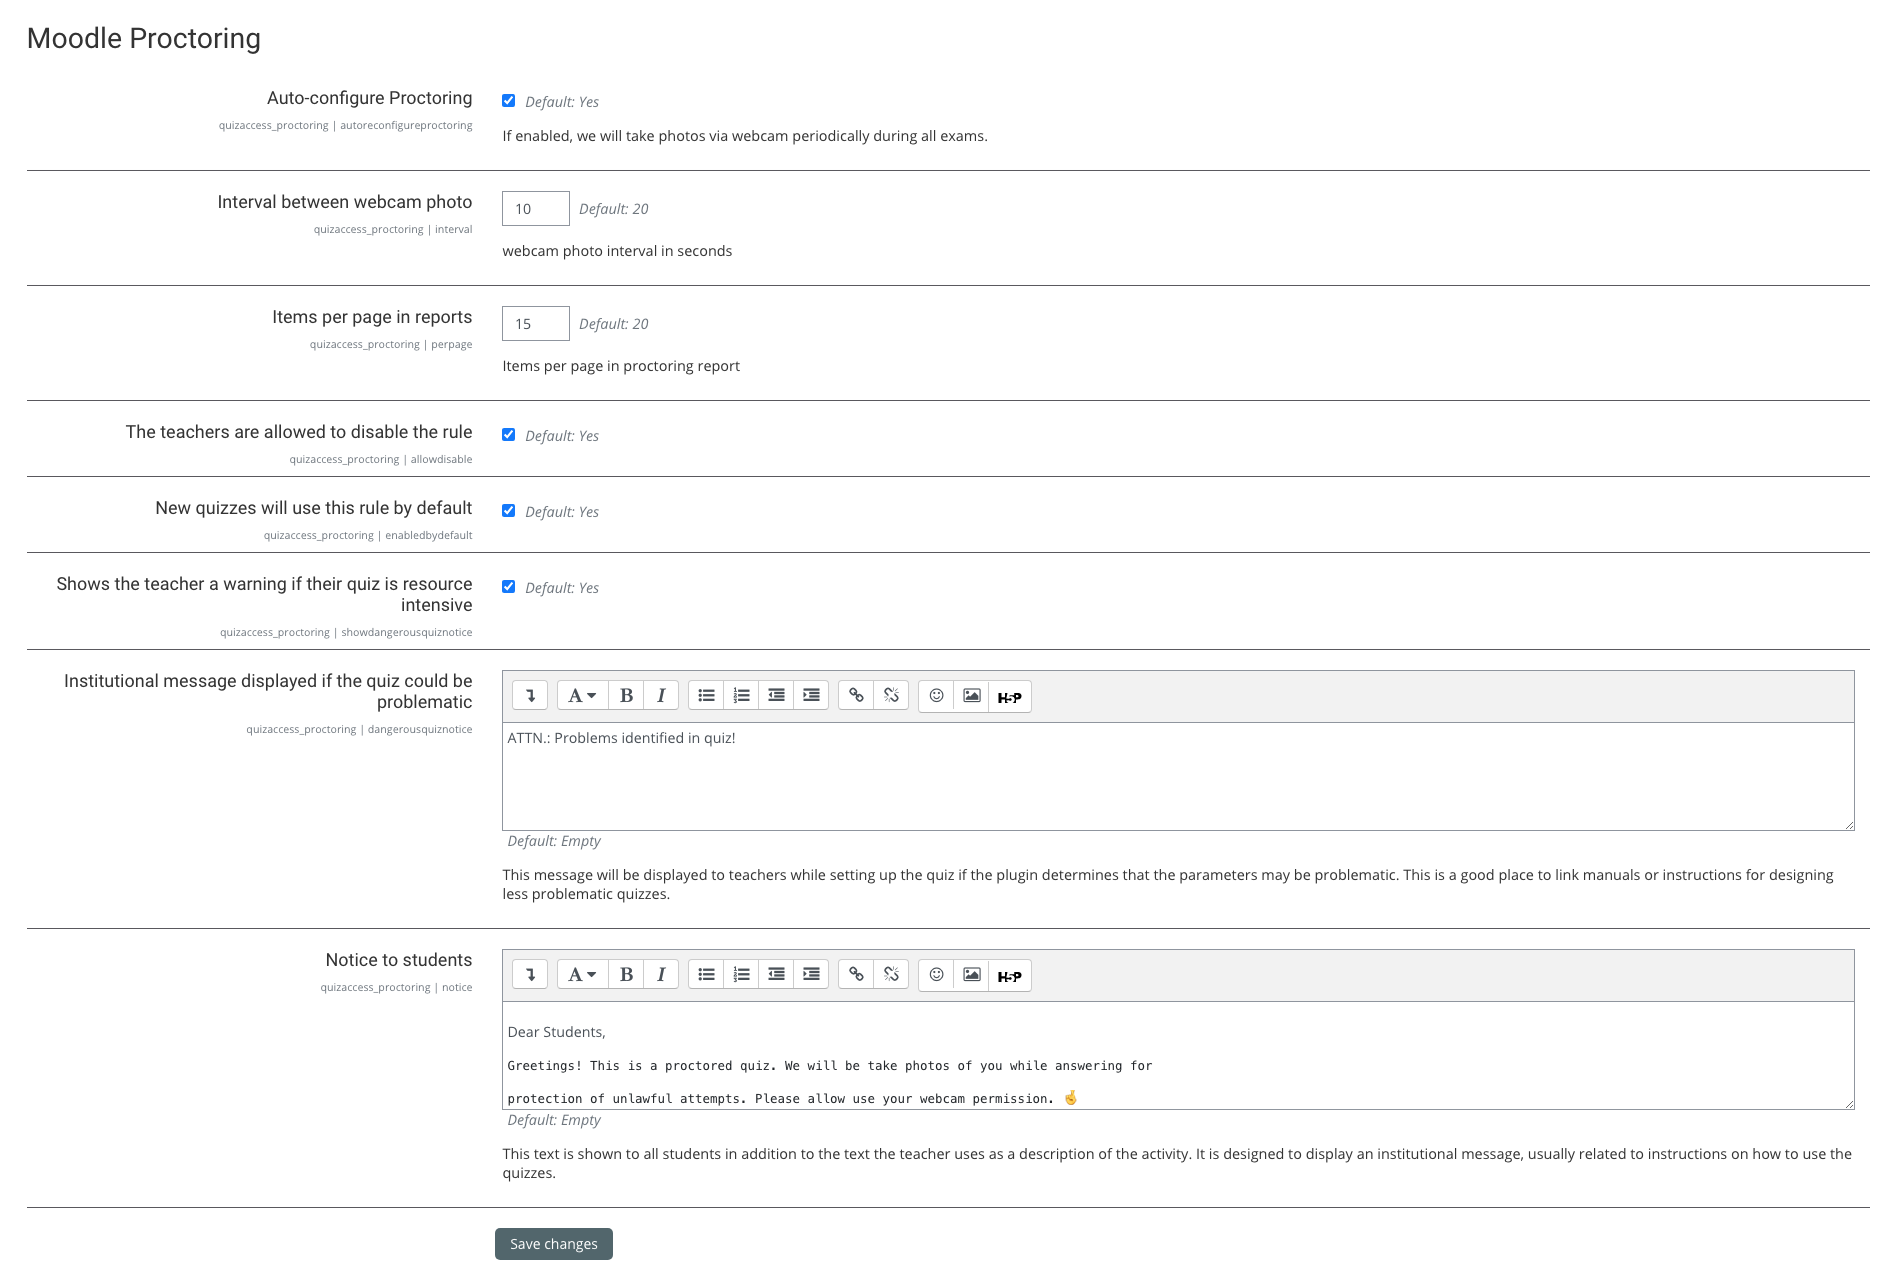 Moodle Proctoring
Auto-configure Proctoring
quizaccess_proctoring | autoreconfigureproctoring
Default: Yes
If enabled, we will take photos via webcam periodically during all exams.
Interval between webcam photo
quizaccess_proctoring | interval
10
Default: 20
webcam photo interval in seconds
Items per page in reports
quizaccess_proctoring | perpage
15
Default: 20
Items per page in proctoring report
The teachers are allowed to disable the rule
quizaccess_proctoring | allowdisable
Default: Yes
New quizzes will use this rule by default
quizaccess_proctoring | enabledbydefault
Default: Yes
Shows the teacher a warning if their quiz is resource
intensive
quizaccess_proctoring | showdangerousquiznotice
Default: Yes
Institutional message displayed if the quiz could be
problematic
quizaccess_proctoring | dangerousquiznotice
A B I H-P
ATTN.: Problems identified in quiz!
Default: Empty
This message will be displayed to teachers while setting up the quiz if the plugin determines that the parameters may be problematic. This is a good place to link manuals or instructions for designing
less problematic quizzes.
Notice to students
quizaccess_proctoring | notice
A B I H-P
Dear Students,
Greetings! This is a proctored quiz. We will be take photos of you while answering for
protection of unlawful attempts. Please allow use your webcam permission. 🤞
Default: Empty
This text is shown to all students in addition to the text the teacher uses as a description of the activity. It is designed to display an institutional message, usually related to instructions on how to use the
quizzes.
Save changes